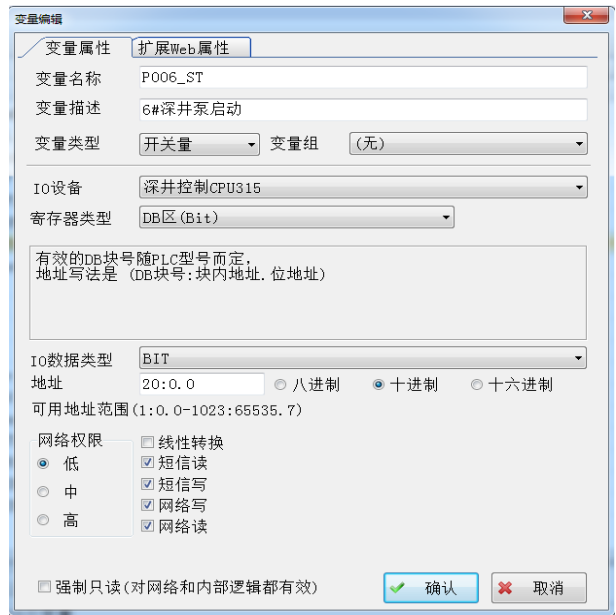 变量编辑
变量属性 扩展Web属性
变量名称 P006_ST
变量描述 6#深井泵启动
变量类型 开关量 变量组 (无)
IO设备 深井控制CPU315
寄存器类型 DB区(Bit)
有效的DB块号随PLC型号而定,
地址写法是 (DB块号:块内地址.位地址)
IO数据类型 BIT
地址 20:0.0 八进制 十进制 十六进制
可用地址范围(1:0.0-1023:65535.7)
网络权限 线性转换
低 短信读
短信写
中 网络写
高 网络读
强制只读(对网络和内部逻辑都有效) 确认 取消